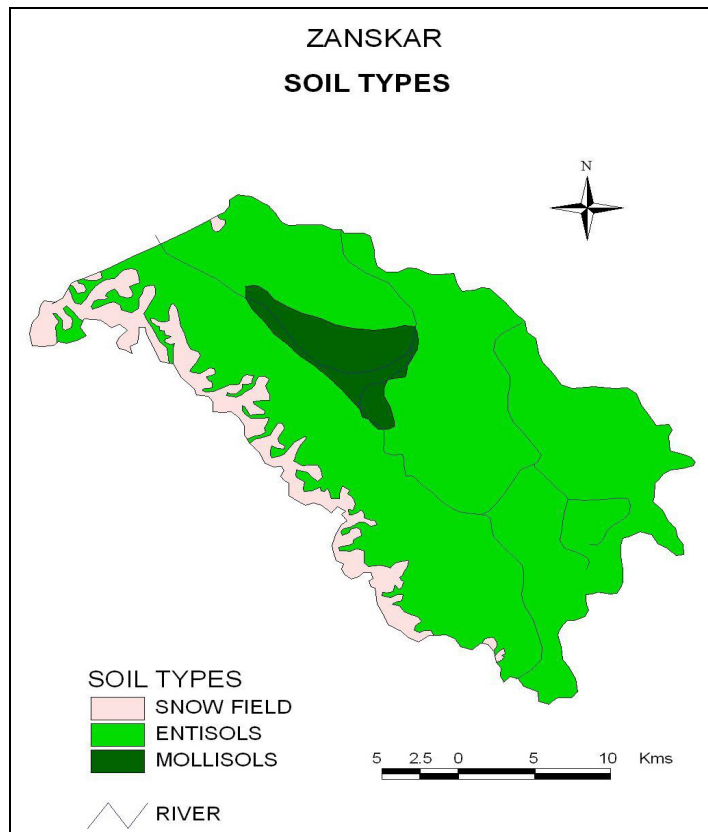 ZANSKAR
SOIL TYPES
N
SOIL TYPES
SNOW FIELD
ENTISOLS
MOLLISOLS
RIVER
5 2.5 0 5 10 Kms